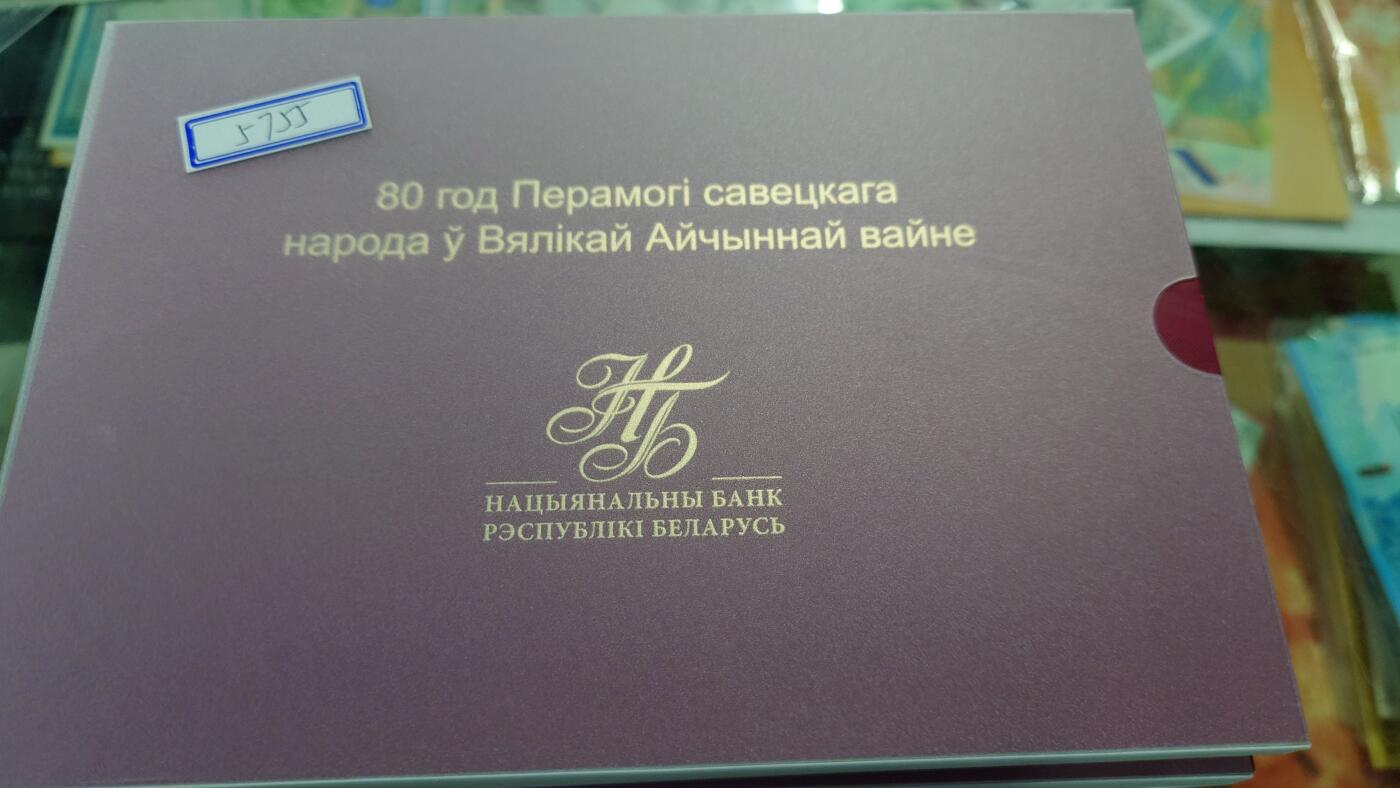 5755
80 год Перамогі савецкага
народа ў Вялікай Айчыннай вайне
НБ
НАЦЫЯНАЛЬНЫ БАНК
РЭСПУБЛІКІ БЕЛАРУСЬ